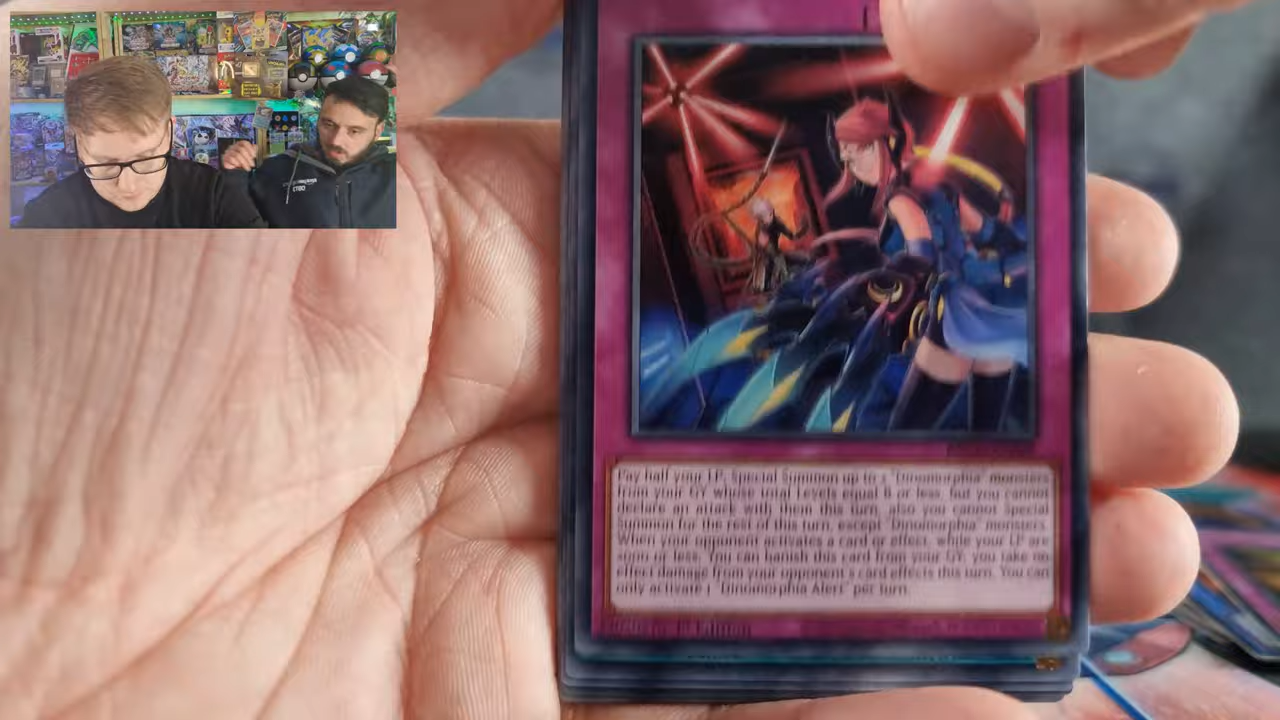 Pay half your LP; Special Summon up to 2 "Dinomorphia" monsters
from your GY whose total Levels equal 8 or less, but you cannot
declare an attack with them this turn, also you cannot Special
Summon for the rest of this turn, except "Dinomorphia" monsters.
When your opponent activates a card or effect, while your LP are
2000 or less: You can banish this card from your GY; you take no
effect damage from your opponent's card effects this turn. You can
only activate 1 "Dinomorphia Alert" per turn.
Edition